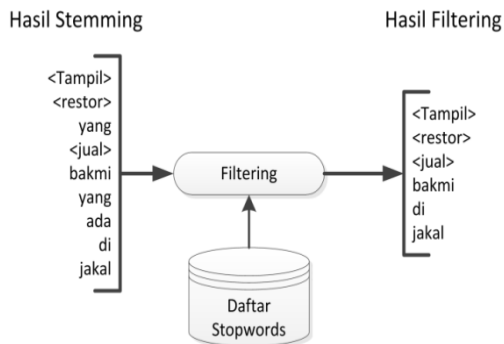 Hasil Stemming
Hasil Filtering
<Tampil>
<restor>
yang
<jual>
bakmi
yang
ada
di
jakal
Filtering
Daftar
Stopwords
<Tampil>
<restor>
<jual>
bakmi
di
jakal